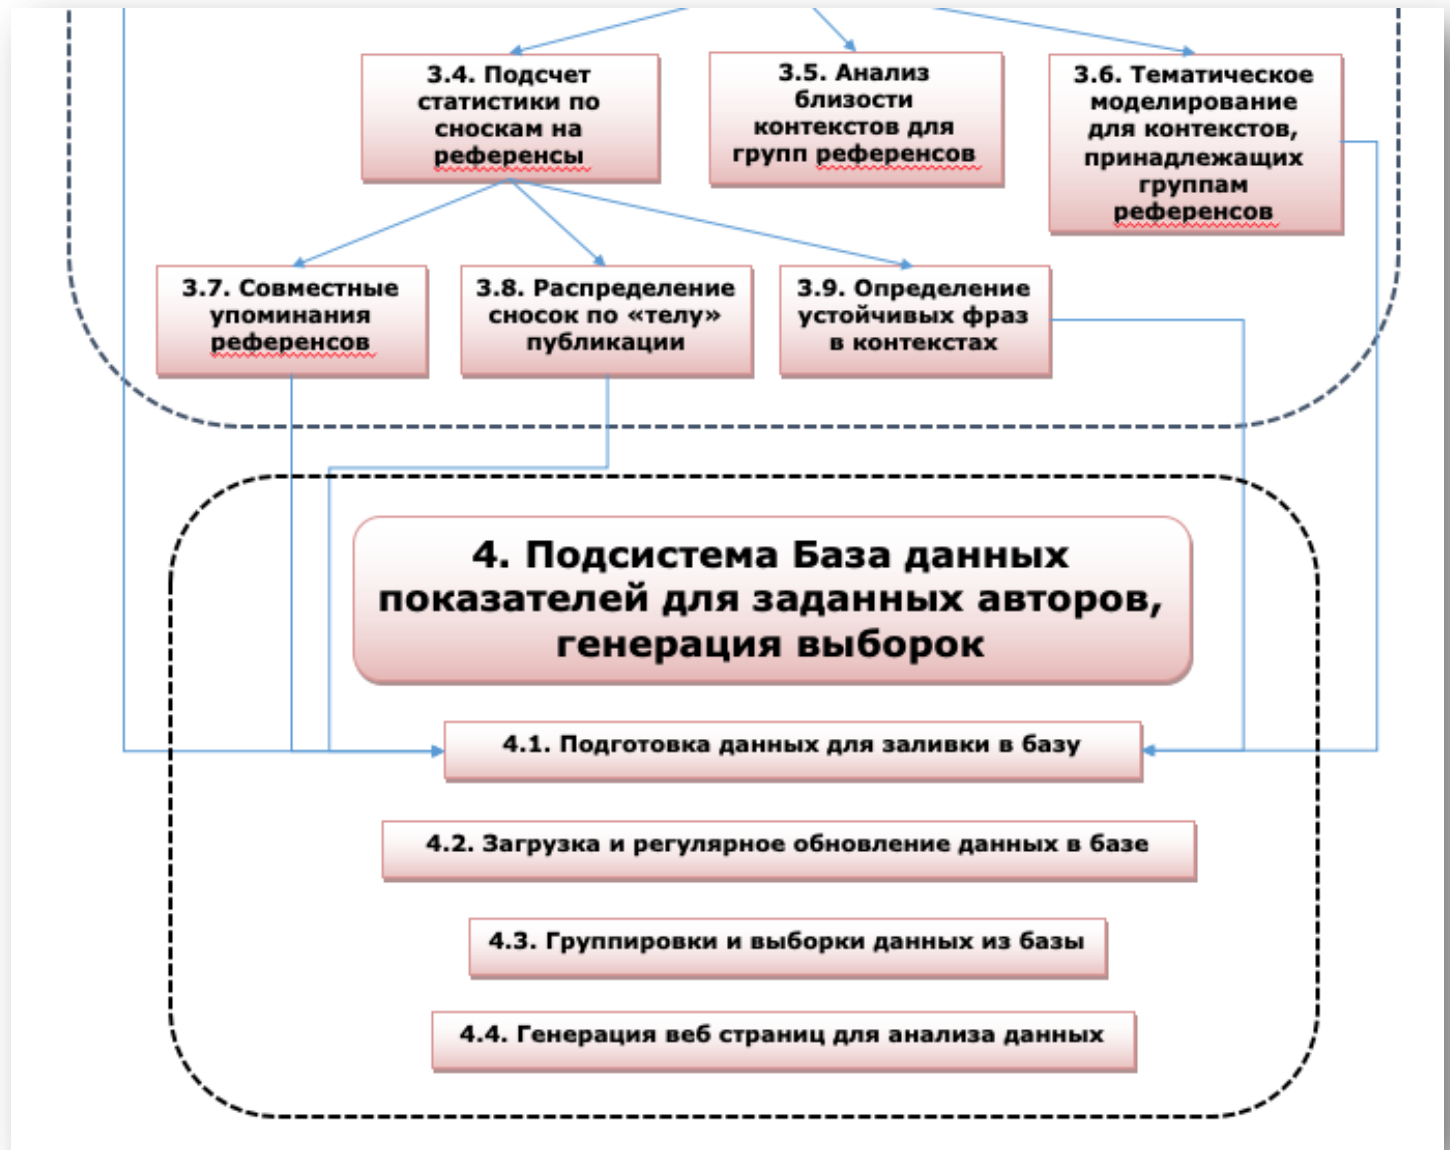 3.4. Подсчет
статистики по
сноскам на
референсы
3.5. Анализ
близости
контекстов для
групп референсов
3.6. Тематическое
моделирование
для контекстов,
принадлежащих
группам
референсов
3.7. Совместные
упоминания
референсов
3.8. Распределение
сносок по «телу»
публикации
3.9. Определение
устойчивых фраз
в контекстах
4. Подсистема База данных
показателей для заданных авторов,
генерация выборок
4.1. Подготовка данных для заливки в базу
4.2. Загрузка и регулярное обновление данных в базе
4.3. Группировки и выборки данных из базы
4.4. Генерация веб страниц для анализа данных